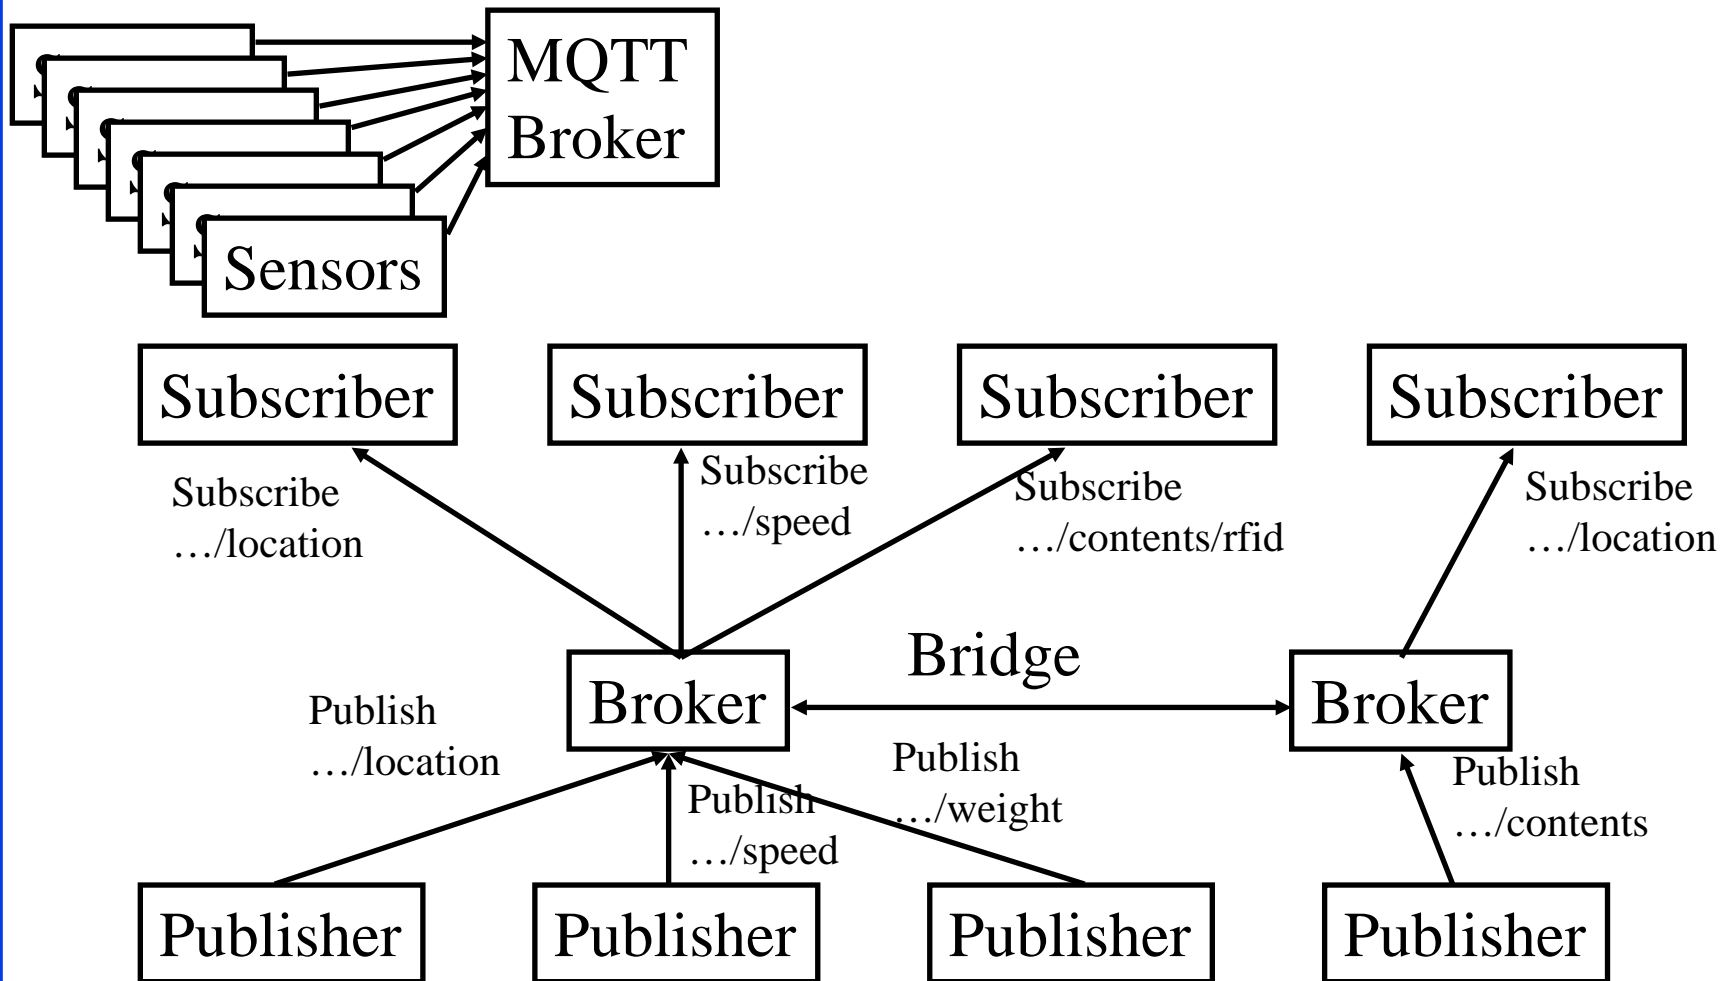 MQTT
Broker
Sensors
Subscriber
Subscriber
Subscriber
Subscriber
Subscribe
…/location
Subscribe
…/speed
Subscribe
…/contents/rfid
Subscribe
…/location
Bridge
Broker
Broker
Publish
…/location
Publish
…/speed
Publish
…/weight
Publish
…/contents
Publisher
Publisher
Publisher
Publisher